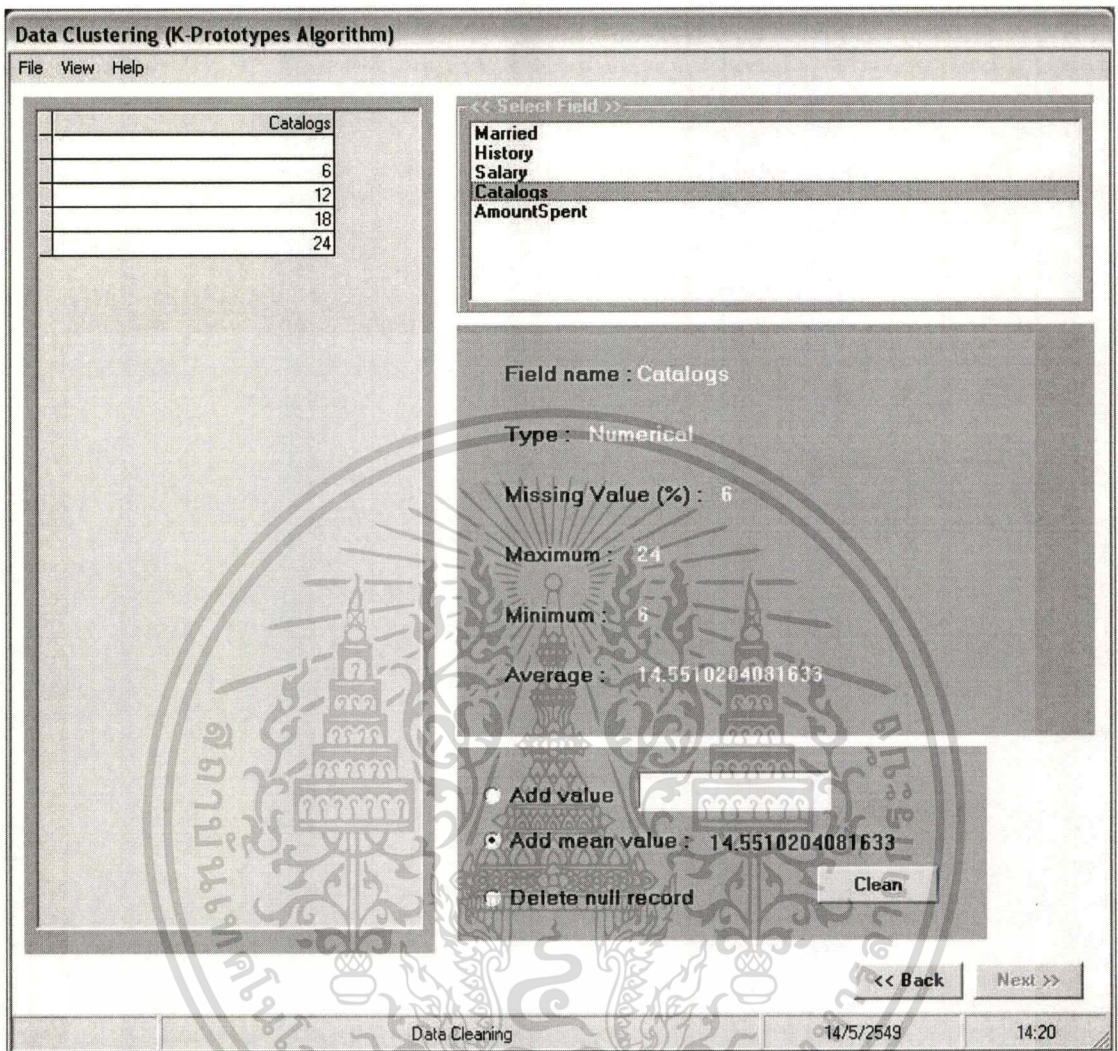 Data Clustering (K-Prototypes Algorithm)
File View Help
Catalogs
6
12
18
24
<< Select Field >>
Married
History
Salary
Catalogs
AmountSpent
Field name : Catalogs
Type : Numerical
Missing Value (%) : 6
Maximum : 24
Minimum : 6
Average : 14.5510204081633
Add value
Add mean value : 14.5510204081633
Delete null record
Clean
<< Back
Next >>
Data Cleaning
14/5/2549
14:20